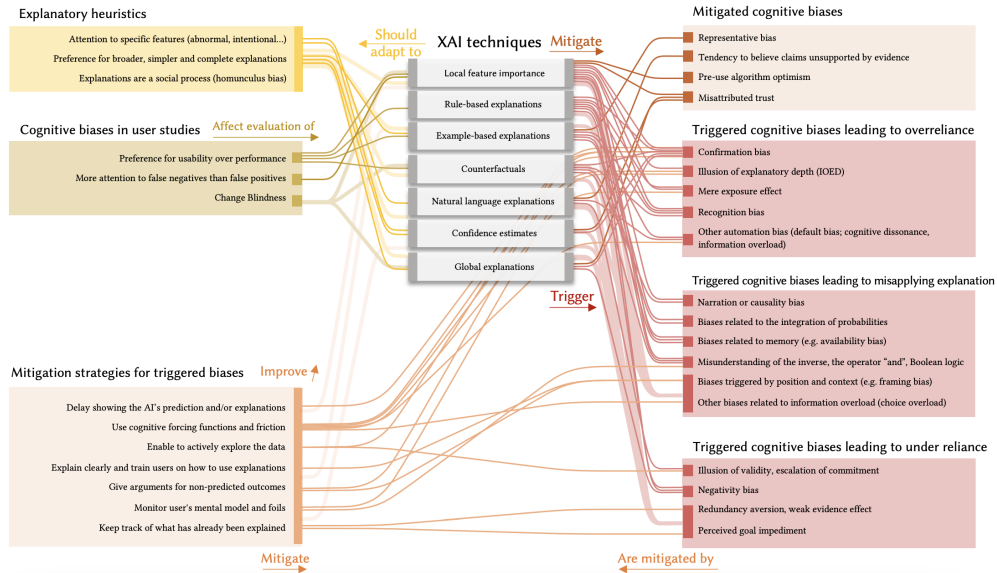 Explanatory heuristics
Attention to specific features (abnormal, intentional...)
Preference for broader, simpler and complete explanations
Explanations are a social process (homunculus bias)
Cognitive biases in user studies
Affect evaluation of
Preference for usability over performance
More attention to false negatives than false positives
Change Blindness
Mitigation strategies for triggered biases
Improve
Delay showing the AI's prediction and/or explanations
Use cognitive forcing functions and friction
Enable to actively explore the data
Explain clearly and train users on how to use explanations
Give arguments for non-predicted outcomes
Monitor user's mental model and foils
Keep track of what has already been explained
Mitigate
Should
adapt to
XAI techniques
Mitigate
Local feature importance
Rule-based explanations
Example-based explanations
Counterfactuals
Natural language explanations
Confidence estimates
Global explanations
Trigger
Mitigated cognitive biases
Representative bias
Tendency to believe claims unsupported by evidence
Pre-use algorithm optimism
Misattributed trust
Triggered cognitive biases leading to overreliance
Confirmation bias
Illusion of explanatory depth (IOED)
Mere exposure effect
Recognition bias
Other automation bias (default bias; cognitive dissonance,
information overload)
Triggered cognitive biases leading to misapplying explanation
Narration or causality bias
Biases related to the integration of probabilities
Biases related to memory (e.g. availability bias)
Misunderstanding of the inverse, the operator “and”, Boolean logic
Biases triggered by position and context (e.g. framing bias)
Other biases related to information overload (choice overload)
Triggered cognitive biases leading to under reliance
Illusion of validity, escalation of commitment
Negativity bias
Redundancy aversion, weak evidence effect
Perceived goal impediment
Are mitigated by